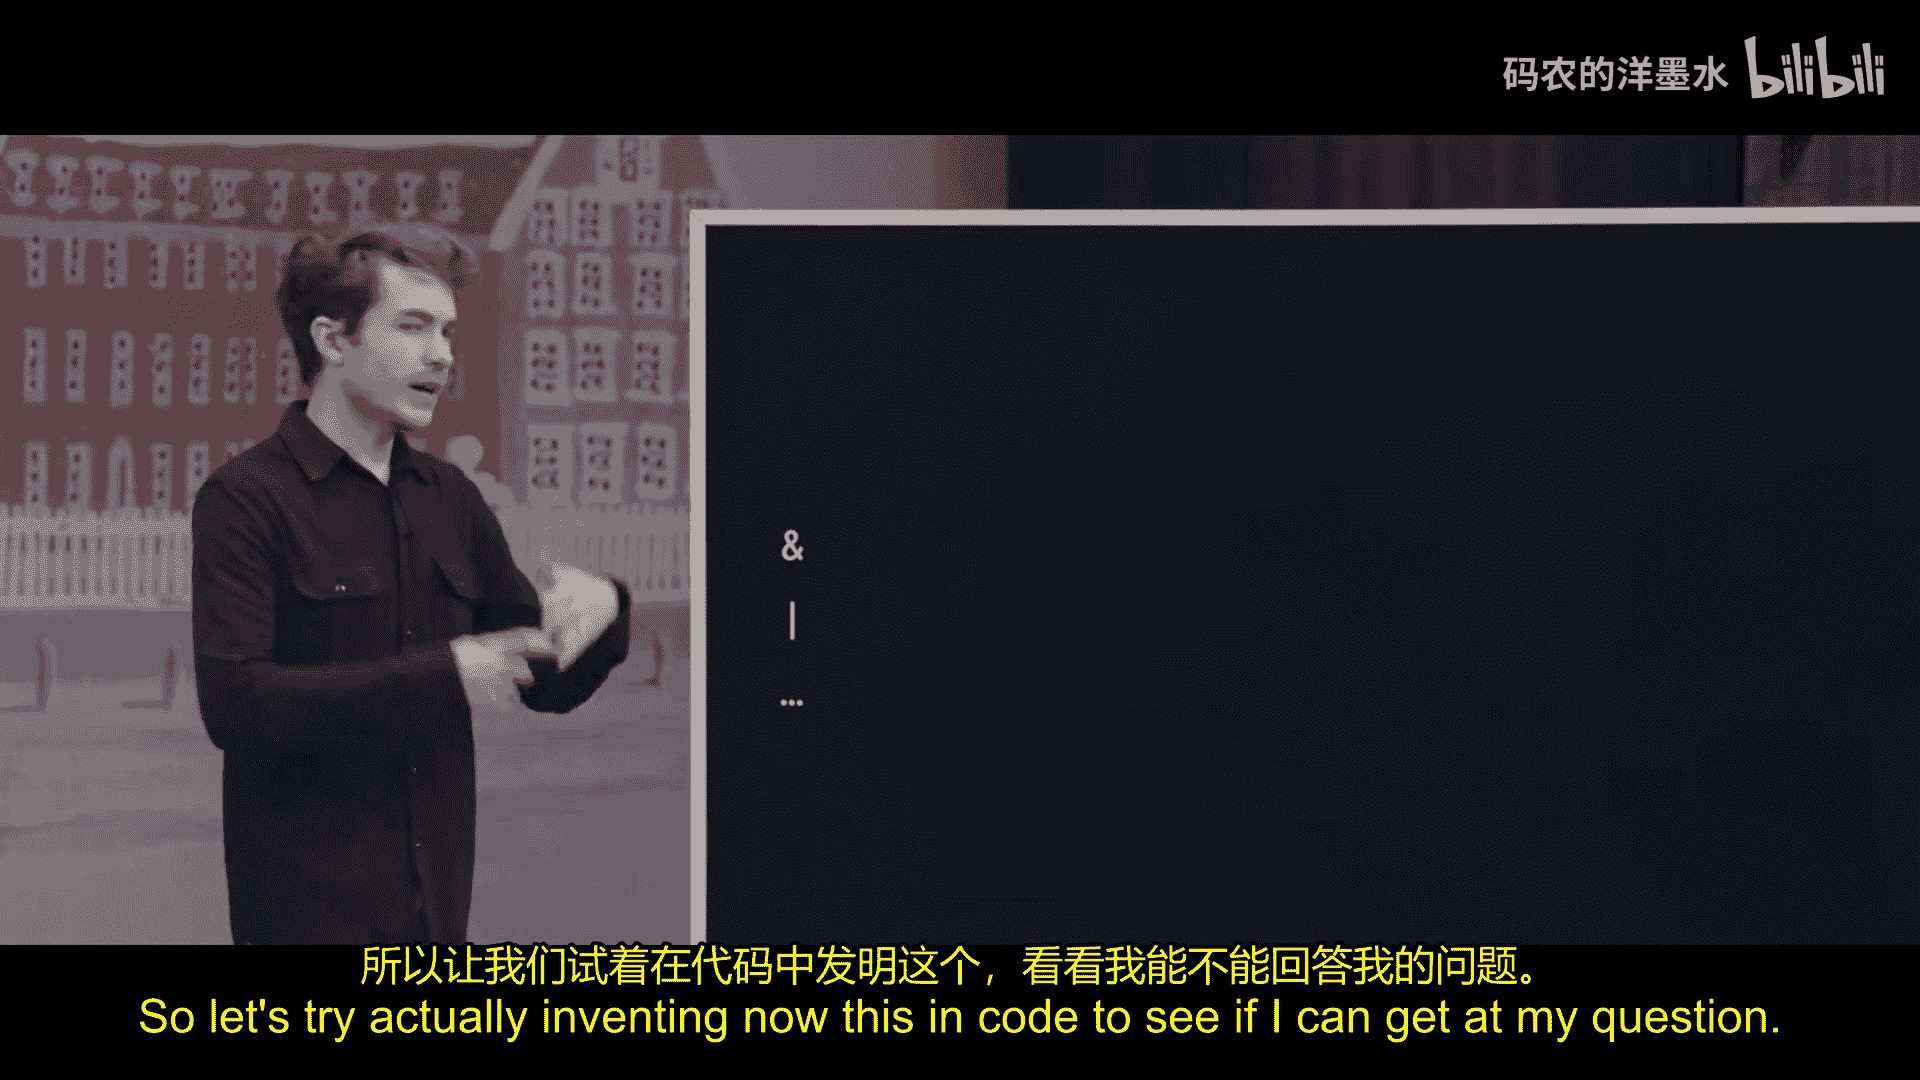 码农的洋墨水 bilibili
&
|
...
所以让我们试着在代码中发明这个，看看我能不能回答我的问题。
So let's try actually inventing now this in code to see if I can get at my question.